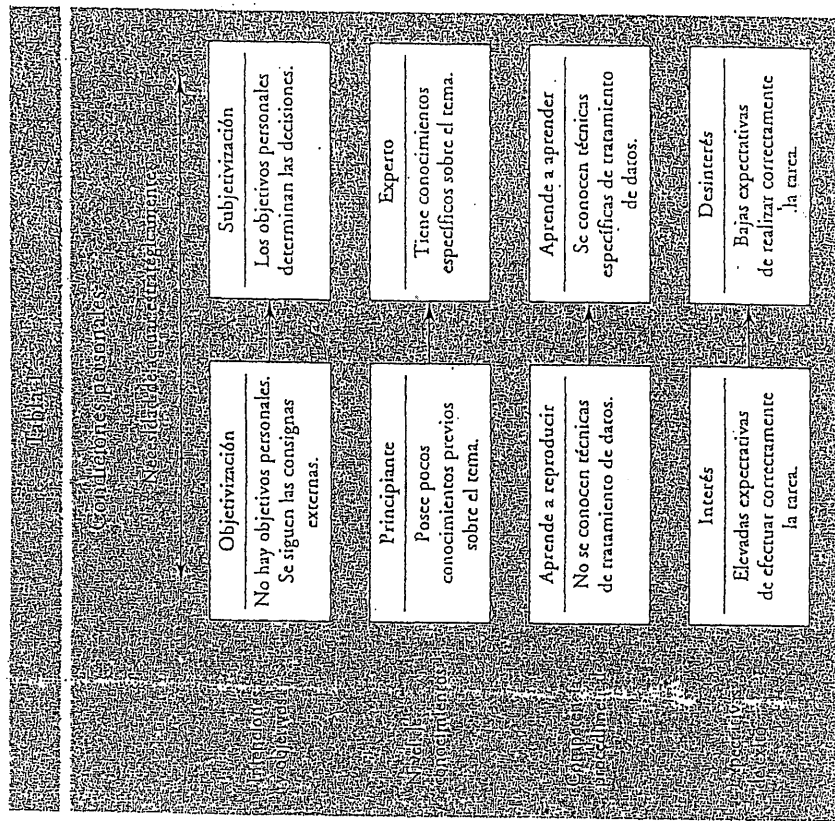 Condiciones personales
Necesidad de actuar estratégicamente
Objetivización
No hay objetivos personales.
Se siguen las consignas
externas.
Subjetivización
Los objetivos personales
determinan las decisiones.
Nivel de
conocimientos
Principiante
Posee pocos
conocimientos previos
sobre el tema.
Experto
Tiene conocimientos
específicos sobre el tema.
Aprende a reproducir
No se conocen técnicas
de tratamiento de datos.
Aprende a aprender
Se conocen técnicas
específicas de tratamiento
de datos.
Interés
Elevadas expectativas
de efectuar correctamente
la tarea.
Desinterés
Bajas expectativas
de realizar correctamente
la tarea.